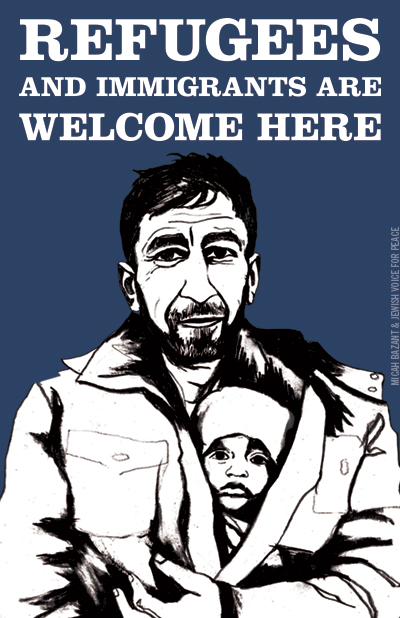 REFUGEES
AND IMMIGRANTS ARE
WELCOME HERE
MICAH BAZANT & JEWISH VOICE FOR PEACE